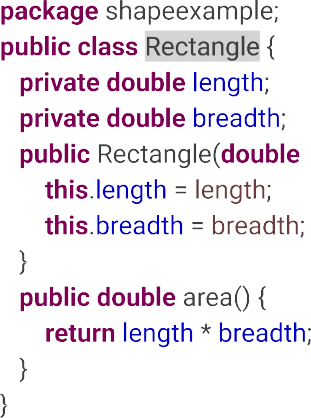 package shapeexample;
public class Rectangle {
private double length;
private double breadth;
public Rectangle(double
this.length = length;
this.breadth = breadth;
}
public double area() {
return length * breadth;
}
}